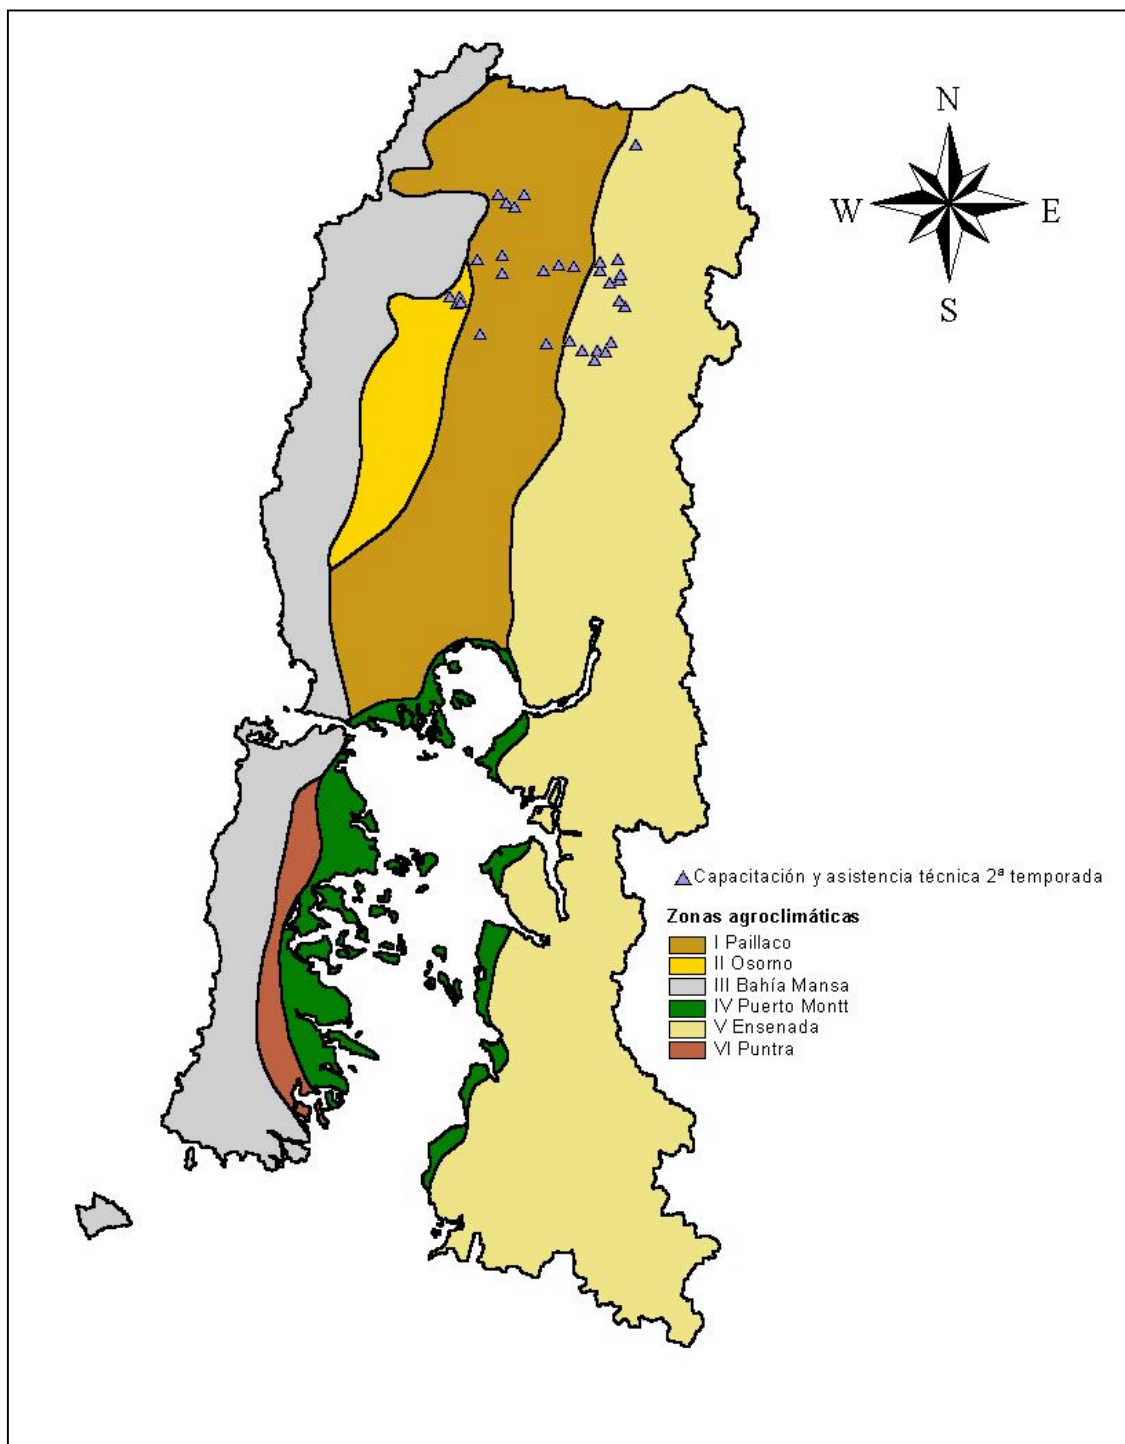 N
W E
S
Capacitación y asistencia técnica 2ª temporada
Zonas agroclimáticas
I Paillaco
II Osorno
III Bahía Mansa
IV Puerto Montt
V Ensenada
VI Puntra